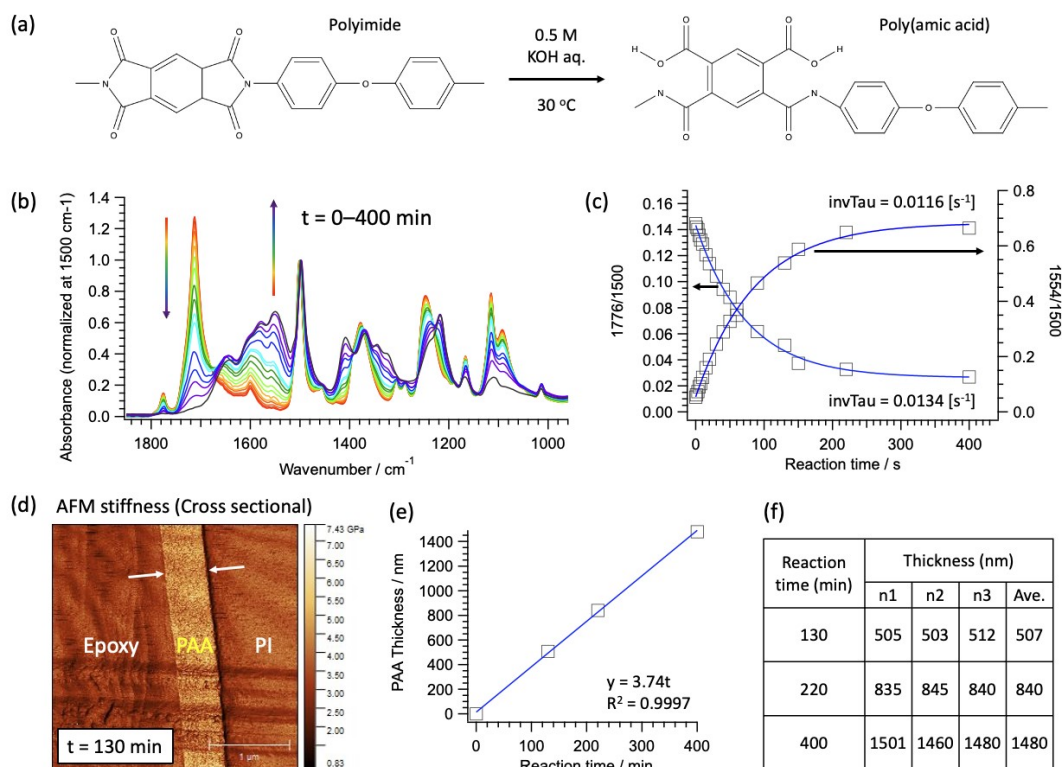 (a)
Polyimide
Poly(amic acid)
0.5 M
KOH aq.
30 °C
O O
N N
O
O O
O O
H O O H
N N
O
O O
(b)
t = 0–400 min
Absorbance (normalized at 1500 cm-1)
1.4
1.2
1.0
0.8
0.6
0.4
0.2
0.0
1800 1600 1400 1200 1000
Wavenumber / cm⁻¹
(c)
invTau = 0.0116 [s⁻¹]
invTau = 0.0134 [s⁻¹]
1776/1500
0.16
0.14
0.12
0.10
0.08
0.06
0.04
0.02
0.00
0.8
0.6
0.4
0.2
0.0
1554/1500
0 100 200 300 400
Reaction time / s
(d)
AFM stiffness (Cross sectional)
Epoxy PAA PI
t = 130 min
1 μm
7.43 GPa
7.00
6.00
5.00
4.00
3.50
3.00
2.50
2.00
1.50
0.83
(e)
PAA Thickness / nm
1400
1200
1000
800
600
400
200
0
y = 3.74t
R² = 0.9997
0 100 200 300 400
Reaction time / min
(f)
Reaction time (min)
Thickness (nm)
n1 n2 n3 Ave.
130 505 503 512 507
220 835 845 840 840
400 1501 1460 1480 1480